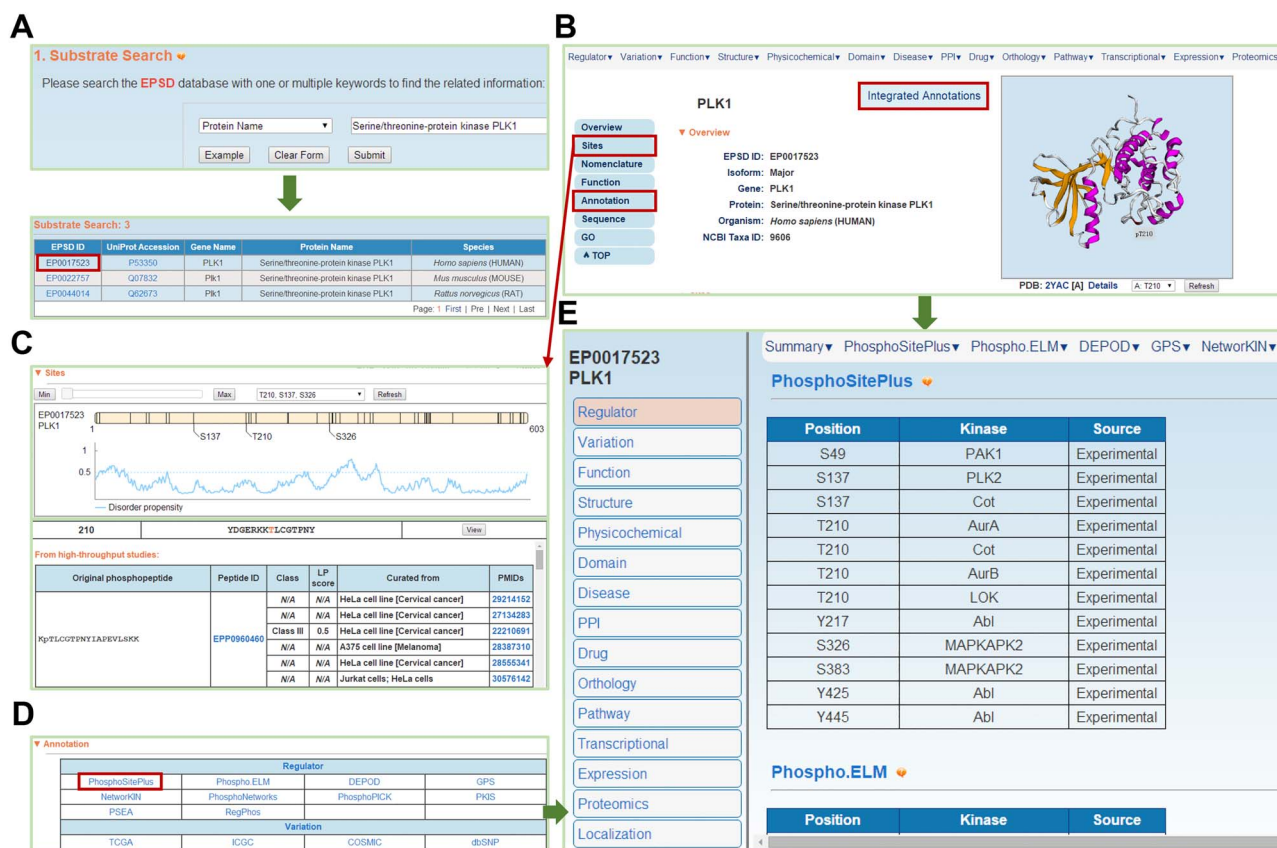 A
1. Substrate Search
Please search the EPSD database with one or multiple keywords to find the related information:
Protein Name
Serine/threonine-protein kinase PLK1
Example Clear Form Submit
Substrate Search: 3
EPSD ID UniProt Accession Gene Name Protein Name Species
EP0017523 P53350 PLK1 Serine/threonine-protein kinase PLK1 Homo sapiens (HUMAN)
EP0022757 Q07832 Plk1 Serine/threonine-protein kinase PLK1 Mus musculus (MOUSE)
EP0044014 Q62673 Plk1 Serine/threonine-protein kinase PLK1 Rattus norvegicus (RAT)
Page: 1 First | Pre | Next | Last
B
Regulator▾ Variation▾ Function▾ Structure▾ Physicochemical▾ Domain▾ Disease▾ PPI▾ Drug▾ Orthology▾ Pathway▾ Transcriptional▾ Expression▾ Proteomics
PLK1
Integrated Annotations
Overview
Sites
Nomenclature
Function
Annotation
Sequence
GO
▲ TOP
▼ Overview
EPSD ID: EP0017523
Isoform: Major
Gene: PLK1
Protein: Serine/threonine-protein kinase PLK1
Organism: Homo sapiens (HUMAN)
NCBI Taxa ID: 9606
pT210
PDB: 2YAC [A] Details A: T210 Refresh
C
▼ Sites
Min Max T210, S137, S326 Refresh
EP0017523
PLK1
1 603
S137 T210 S326
1
0.5
Disorder propensity
210 YDGERKKTLCGTPNY View
From high-throughput studies:
Original phosphopeptide Peptide ID Class LP score Curated from PMIDs
KpTLCGTPNYIAPEVLSKK EPP0960460
N/A N/A HeLa cell line [Cervical cancer] 29214152
N/A N/A HeLa cell line [Cervical cancer] 27134283
Class III 0.5 HeLa cell line [Cervical cancer] 22210691
N/A N/A A375 cell line [Melanoma] 28387310
N/A N/A HeLa cell line [Cervical cancer] 28555341
N/A N/A Jurkat cells; HeLa cells 30576142
D
▼ Annotation
Regulator
PhosphoSitePlus Phospho.ELM DEPOD GPS
NetworKIN PhosphoNetworks PhosphoPICK PKIS
PSEA RegPhos
Variation
TCGA ICGC COSMIC dbSNP
E
EP0017523
PLK1
Regulator
Variation
Function
Structure
Physicochemical
Domain
Disease
PPI
Drug
Orthology
Pathway
Transcriptional
Expression
Proteomics
Localization
Summary▾ PhosphoSitePlus▾ Phospho.ELM▾ DEPOD▾ GPS▾ NetworKIN▾
PhosphoSitePlus
Position Kinase Source
S49 PAK1 Experimental
S137 PLK2 Experimental
S137 Cot Experimental
T210 AurA Experimental
T210 Cot Experimental
T210 AurB Experimental
T210 LOK Experimental
Y217 Abl Experimental
S326 MAPKAPK2 Experimental
S383 MAPKAPK2 Experimental
Y425 Abl Experimental
Y445 Abl Experimental
Phospho.ELM
Position Kinase Source